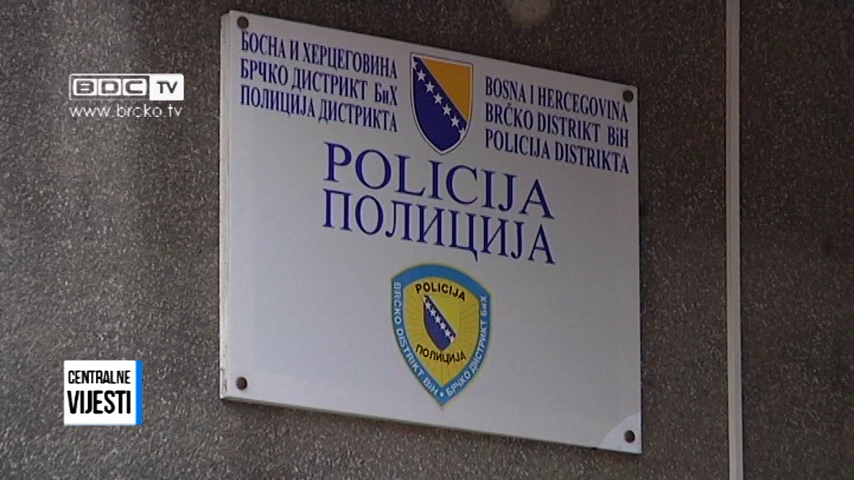 BDC TV
www.brcko.tv
БОСНА И ХЕРЦЕГОВИНА
БРЧКО ДИСТРИКТ БиХ
ПОЛИЦИЈА ДИСТРИКТА
BOSNA I HERCEGOVINA
BRČKO DISTRIKT BiH
POLICIJA DISTRIKTA
POLICIJA
ПОЛИЦИЈА
POLICIJA
ПОЛИЦИЈА
BRČKO DISTRIKT BiH • БРЧКО ДИСТРИКТ БиХ
CENTRALNE
VIJESTI